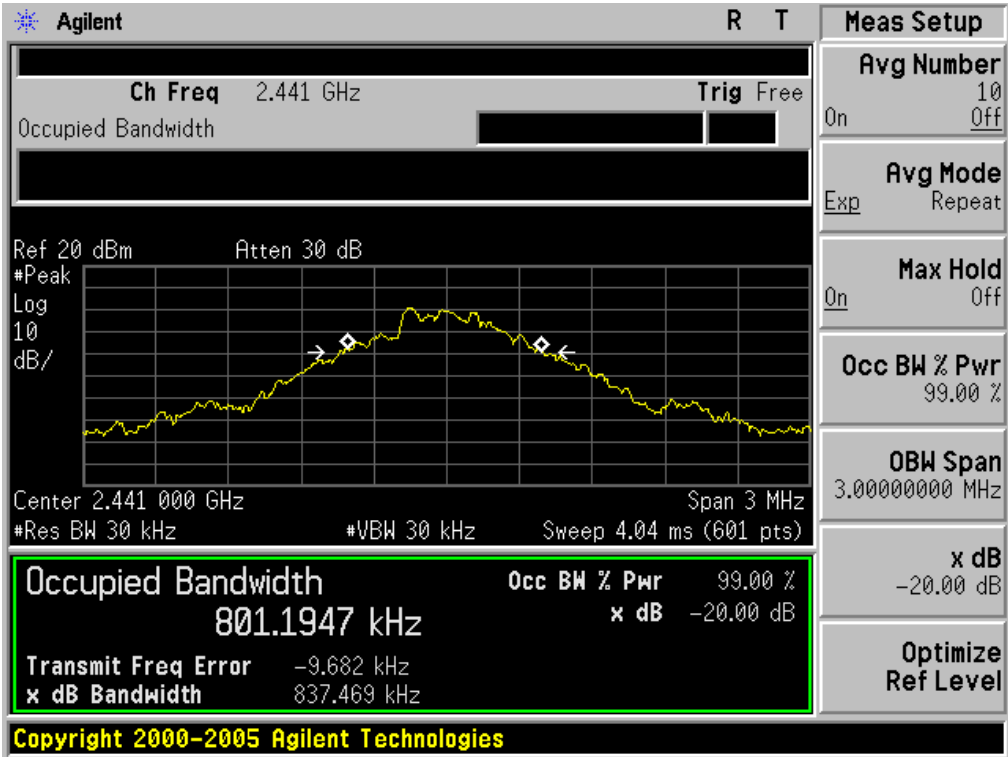 Agilent R T
Ch Freq 2.441 GHz Trig Free
Occupied Bandwidth
Ref 20 dBm Atten 30 dB
#Peak
Log
10
dB/
Center 2.441 000 GHz Span 3 MHz
#Res BW 30 kHz #VBW 30 kHz Sweep 4.04 ms (601 pts)
Occupied Bandwidth Occ BW % Pwr 99.00 %
801.1947 kHz x dB -20.00 dB
Transmit Freq Error -9.682 kHz
x dB Bandwidth 837.469 kHz
Copyright 2000-2005 Agilent Technologies
Meas Setup
Avg Number
10
On Off
Avg Mode
Exp Repeat
Max Hold
On Off
Occ BW % Pwr
99.00 %
OBW Span
3.00000000 MHz
x dB
-20.00 dB
Optimize
Ref Level